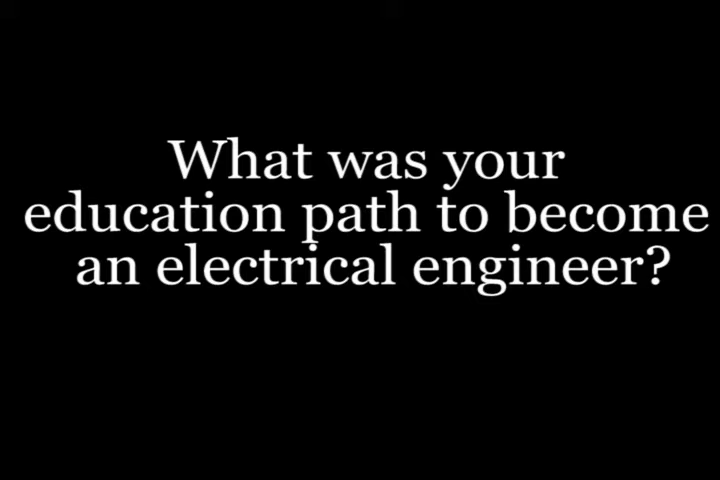 What was your
education path to become
an electrical engineer?